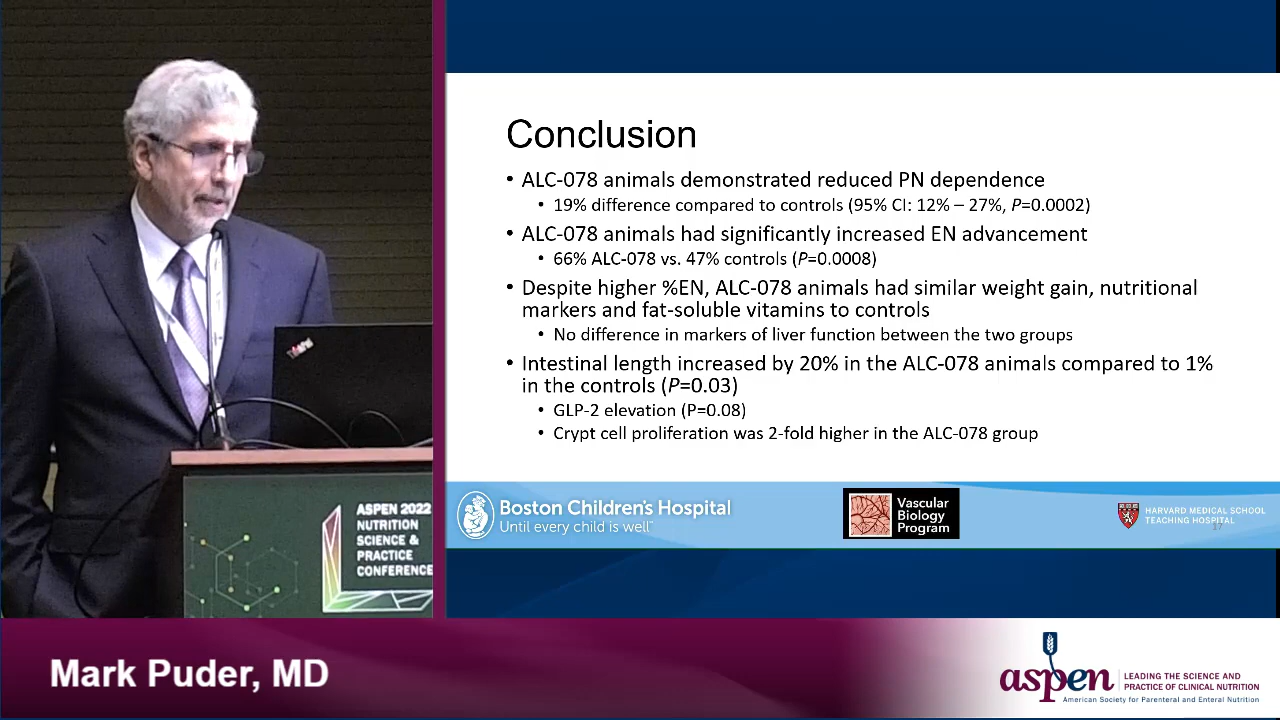 Conclusion
• ALC-078 animals demonstrated reduced PN dependence
• 19% difference compared to controls (95% CI: 12% – 27%, P=0.0002)
• ALC-078 animals had significantly increased EN advancement
• 66% ALC-078 vs. 47% controls (P=0.0008)
• Despite higher %EN, ALC-078 animals had similar weight gain, nutritional
markers and fat-soluble vitamins to controls
• No difference in markers of liver function between the two groups
• Intestinal length increased by 20% in the ALC-078 animals compared to 1%
in the controls (P=0.03)
• GLP-2 elevation (P=0.08)
• Crypt cell proliferation was 2-fold higher in the ALC-078 group
Boston Children's Hospital
Until every child is well™
Vascular
Biology
Program
HARVARD MEDICAL SCHOOL
TEACHING HOSPITAL
17
ASPEN 2022
NUTRITION
SCIENCE &
PRACTICE
CONFERENCE
Mark Puder, MD
aspen
LEADING THE SCIENCE AND
PRACTICE OF CLINICAL NUTRITION
American Society for Parenteral and Enteral Nutrition